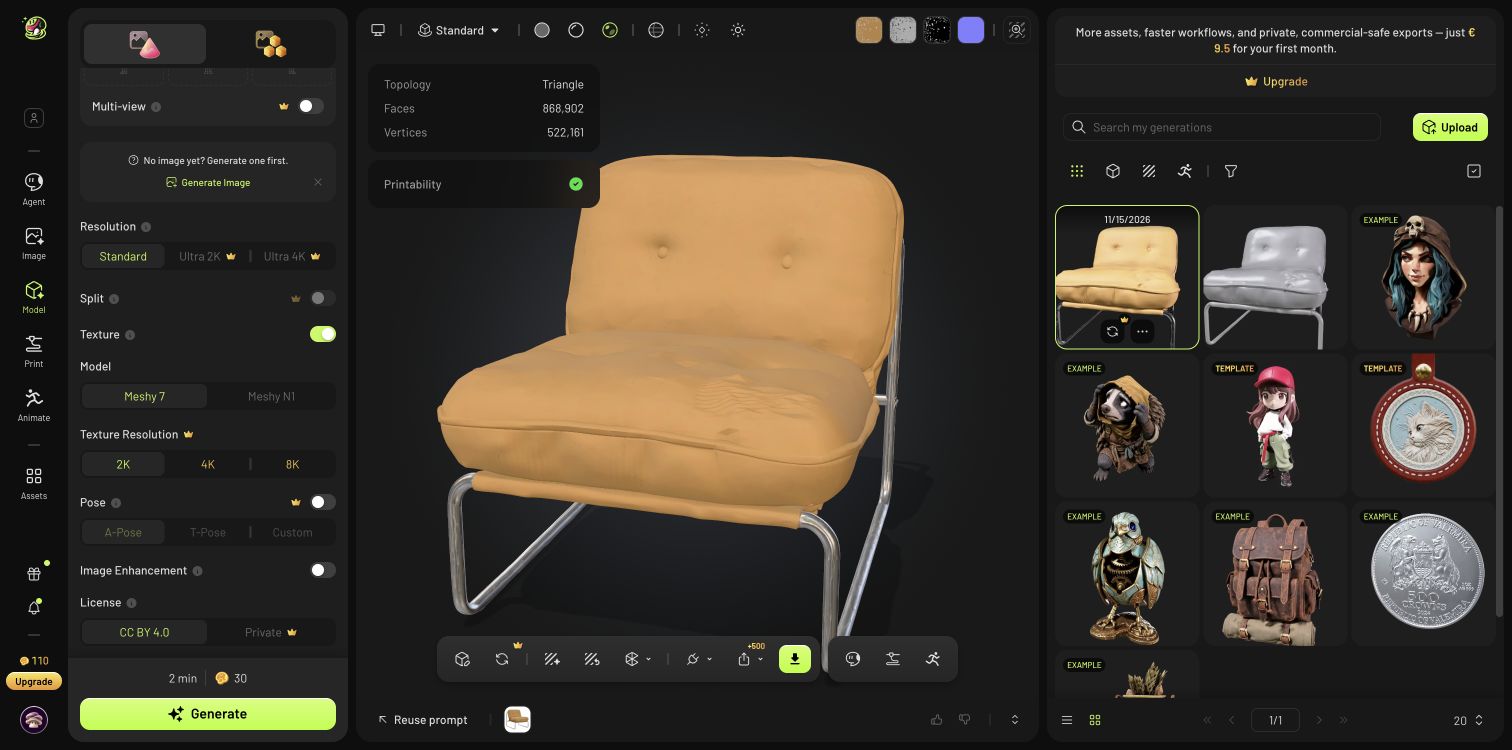 Agent
Image
Model
Print
Animate
Assets
110
Upgrade
Multi-view
No image yet? Generate one first.
Generate Image
Resolution
Standard
Ultra 2K
Ultra 4K
Split
Texture
Model
Meshy 7
Meshy N1
Texture Resolution
2K
4K
8K
Pose
A-Pose
T-Pose
Custom
Image Enhancement
License
CC BY 4.0
Private
2 min
30
Generate
Standard
Topology
Triangle
Faces
868,902
Vertices
522,161
Printability
+500
Reuse prompt
More assets, faster workflows, and private, commercial-safe exports — just €
9.5 for your first month.
Upgrade
Search my generations
Upload
11/15/2026
EXAMPLE
EXAMPLE
TEMPLATE
TEMPLATE
EXAMPLE
EXAMPLE
EXAMPLE
500
CROWNS
EXAMPLE
1/1
20